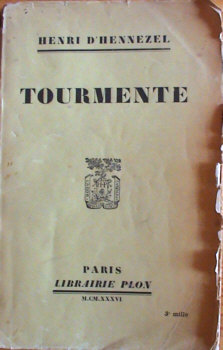 HENRI D'HENNEZEL
TOURMENTE
PARIS
LIBRAIRIE PLON
M.CM.XXXVI
3e mille